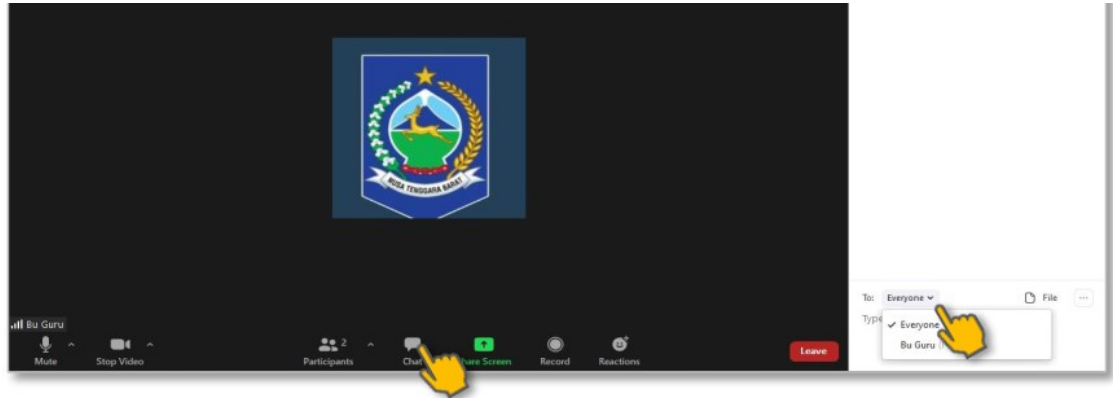 NUSA TENGGARA BARAT
To: Everyone
File
Type
Everyone
Bu Guru
Bu Guru
Mute
Stop Video
Participants
2
Chat
Share Screen
Record
Reactions
Leave